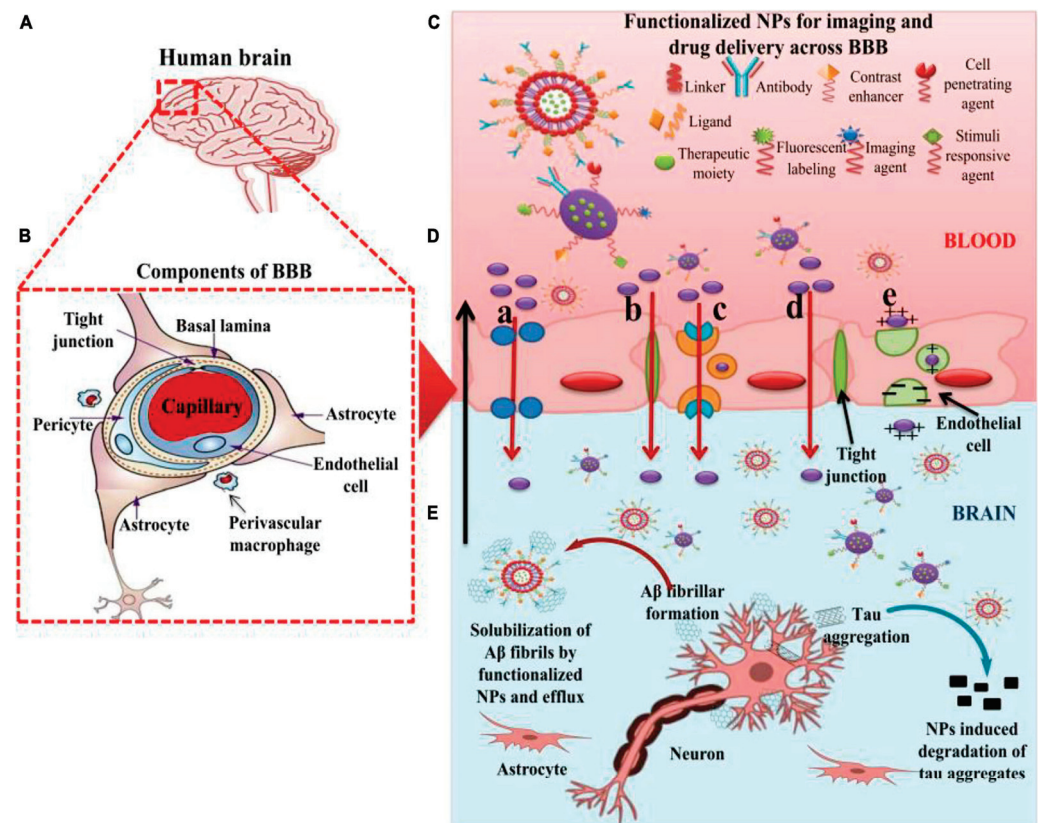 A
Human brain
B
Components of BBB
Tight
junction
Basal lamina
Capillary
Pericyte
Astrocyte
Endothelial
cell
Astrocyte
Perivascular
macrophage
C
Functionalized NPs for imaging and
drug delivery across BBB
Linker
Antibody
Contrast
enhancer
Cell
penetrating
agent
Ligand
Therapeutic
moiety
Fluorescent
labeling
Imaging
agent
Stimuli
responsive
agent
D
BLOOD
a
b
c
d
e
+++
++
+
+
++
+++
Tight
junction
Endothelial
cell
E
BRAIN
Aβ fibrillar
formation
Tau
aggregation
Solubilization of
Aβ fibrils by
functionalized
NPs and efflux
Astrocyte
Neuron
NPs induced
degradation of
tau aggregates